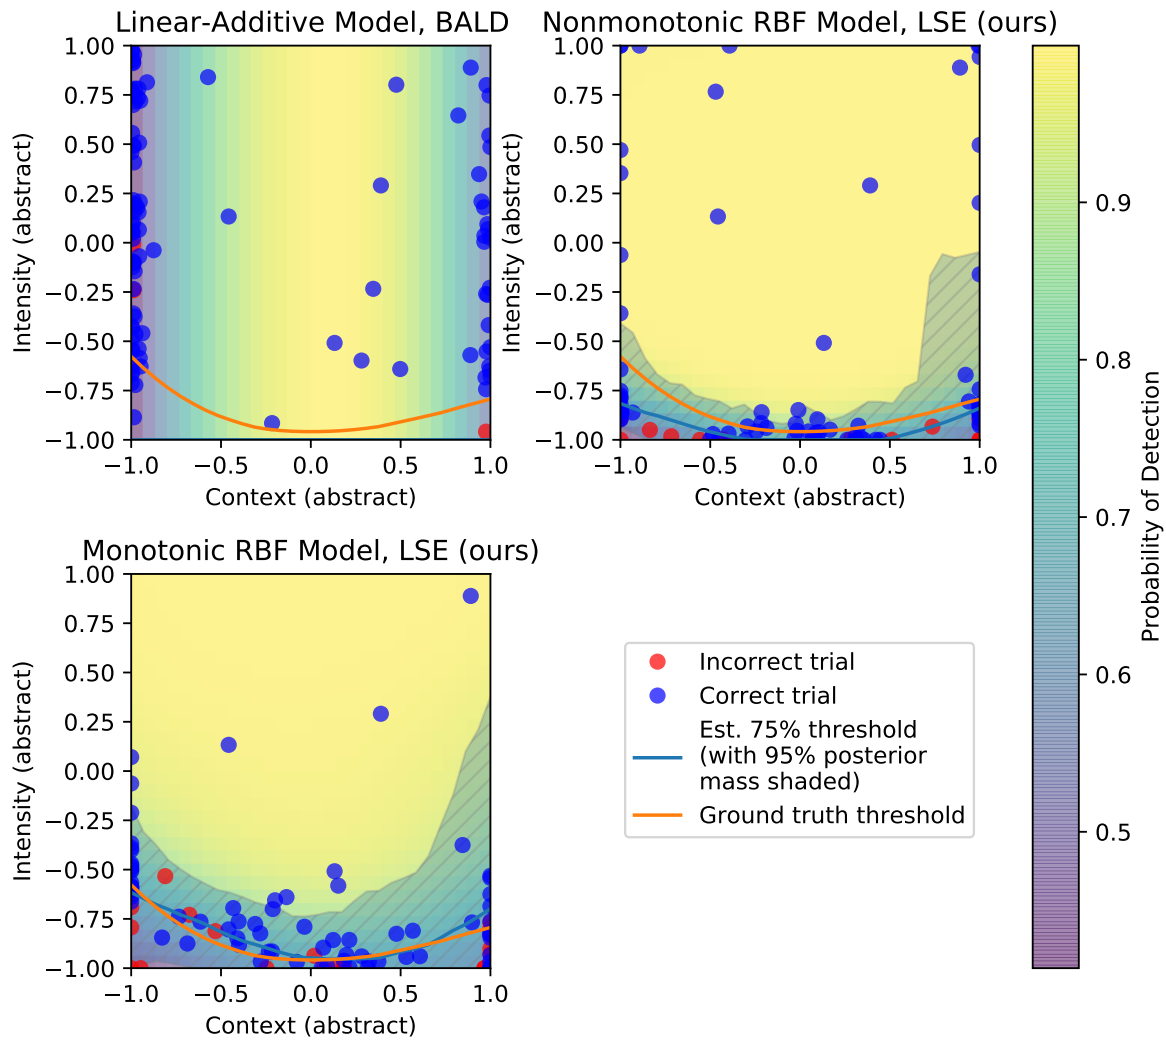 Linear-Additive Model, BALD
Nonmonotonic RBF Model, LSE (ours)
1.00
0.75
0.50
0.25
0.00
−0.25
−0.50
−0.75
−1.00
Intensity (abstract)
−1.0
−0.5
0.0
0.5
1.0
Context (abstract)
1.00
0.75
0.50
0.25
0.00
−0.25
−0.50
−0.75
−1.00
Intensity (abstract)
−1.0
−0.5
0.0
0.5
1.0
Context (abstract)
Monotonic RBF Model, LSE (ours)
1.00
0.75
0.50
0.25
0.00
−0.25
−0.50
−0.75
−1.00
Intensity (abstract)
−1.0
−0.5
0.0
0.5
1.0
Context (abstract)
Incorrect trial
Correct trial
Est. 75% threshold
(with 95% posterior
mass shaded)
Ground truth threshold
0.9
0.8
0.7
0.6
0.5
Probability of Detection